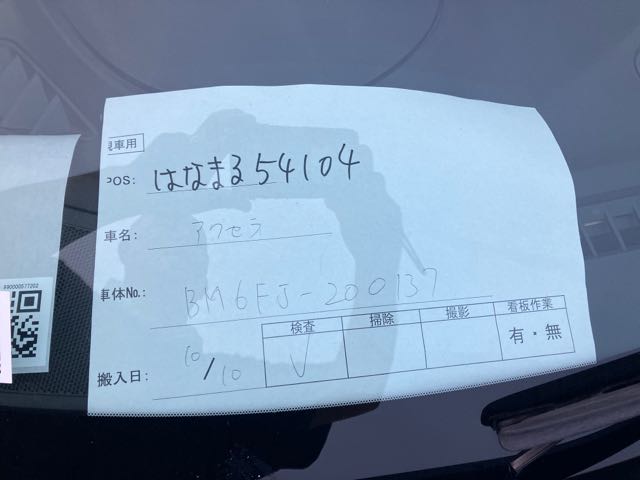 現車用
POS: はなまる54104
車名: アクセラ
車体No.: BM6FJ-200137
検査 掃除 撮影 看板作業
搬入日: 10/10 V 有・無
990000577202